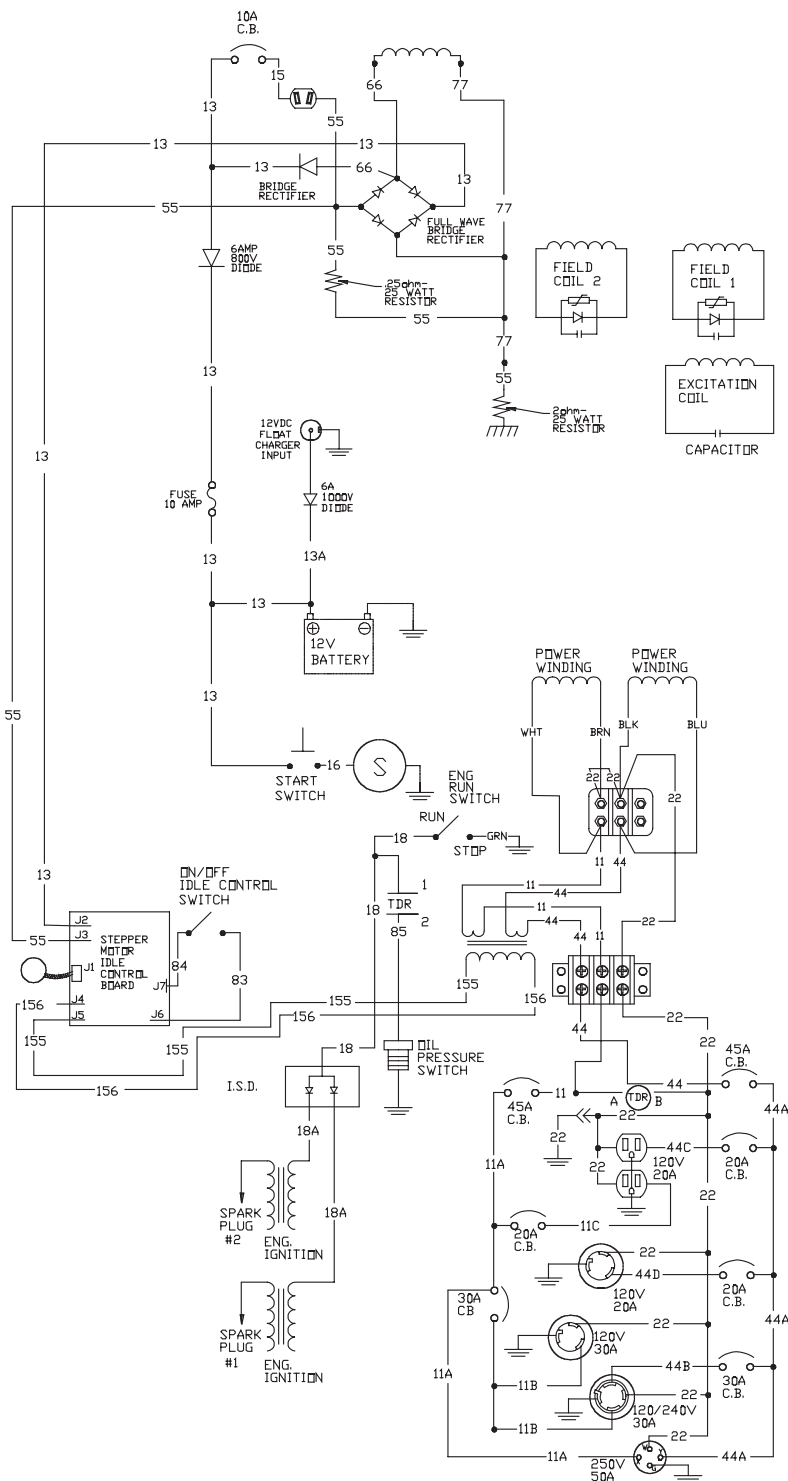 10A
C.B.
15
66
77
13
55
13
13
13
66
13
BRIDGE
RECTIFIER
55
77
FULL WAVE
BRIDGE
RECTIFIER
55
6AMP
800V
DIODE
FIELD
COIL 2
FIELD
COIL 1
25ohm-
25 WATT
RESISTOR
55
77
13
55
EXCITATION
COIL
2ohm-
25 WATT
RESISTOR
CAPACITOR
12VDC
FLOAT
CHARGER
INPUT
13
FUSE
10 AMP
6A
1000V
DIODE
13
13A
13
12V
BATTERY
POWER
WINDING
POWER
WINDING
13
55
WHT
BRN
BLK
BLU
16
S
START
SWITCH
ENG
RUN
SWITCH
22
22
22
RUN
18
GRN
STOP
11
44
13
ON/OFF
IDLE CONTROL
SWITCH
1
TDR
2
18
85
11
44
11
44
11
22
J2
J3
55
STEPPER
MOTOR
IDLE
CONTROL
BOARD
J1
J7
84
83
J4
156
J5
J6
155
156
155
156
155
155
156
44
22
22
18
OIL
PRESSURE
SWITCH
45A
C.B.
I.S.D.
11
A
TDR
B
44
45A
C.B.
22
44A
18A
22
11A
22
120V
20A
44C
20A
C.B.
22
SPARK
PLUG
#2
ENG.
IGNITION
18A
20A
C.B.
11C
22
44D
120V
20A
20A
C.B.
30A
CB
120V
30A
22
44A
SPARK
PLUG
#1
ENG.
IGNITION
11A
11B
44B
30A
C.B.
22
120/240V
30A
11B
22
11A
250V
50A
44A